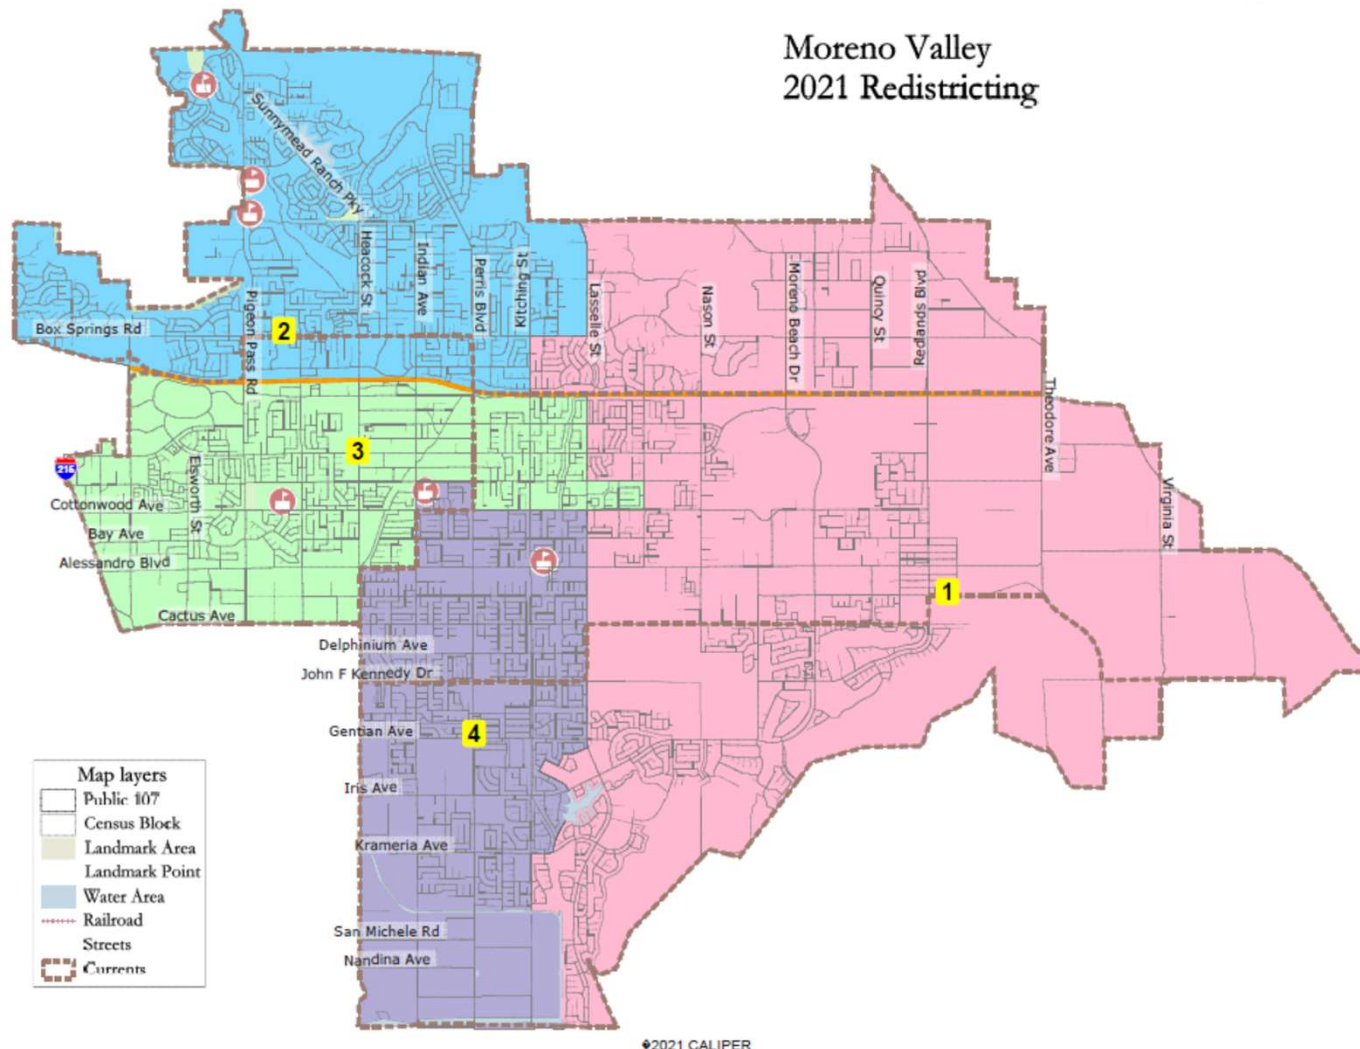 Moreno Valley
2021 Redistricting
Sunnymead Ranch Pky
Heacock St
Indian Ave
Perris Blvd
Kitching St
Lasselle St
Nason St
Moreno Beach Dr
Quincy St
Redlands Blvd
Box Springs Rd
Pigeon Pass Rd
2
Theodore Ave
3
215
Elsworth St
Cottonwood Ave
Bay Ave
Alessandro Blvd
Virginia St
1
Cactus Ave
Delphinium Ave
John F Kennedy Dr
Gentian Ave
4
Iris Ave
Krameria Ave
San Michele Rd
Nandina Ave
Map layers
Public 107
Census Block
Landmark Area
Landmark Point
Water Area
Railroad
Streets
Currents
�2021 CALIPER